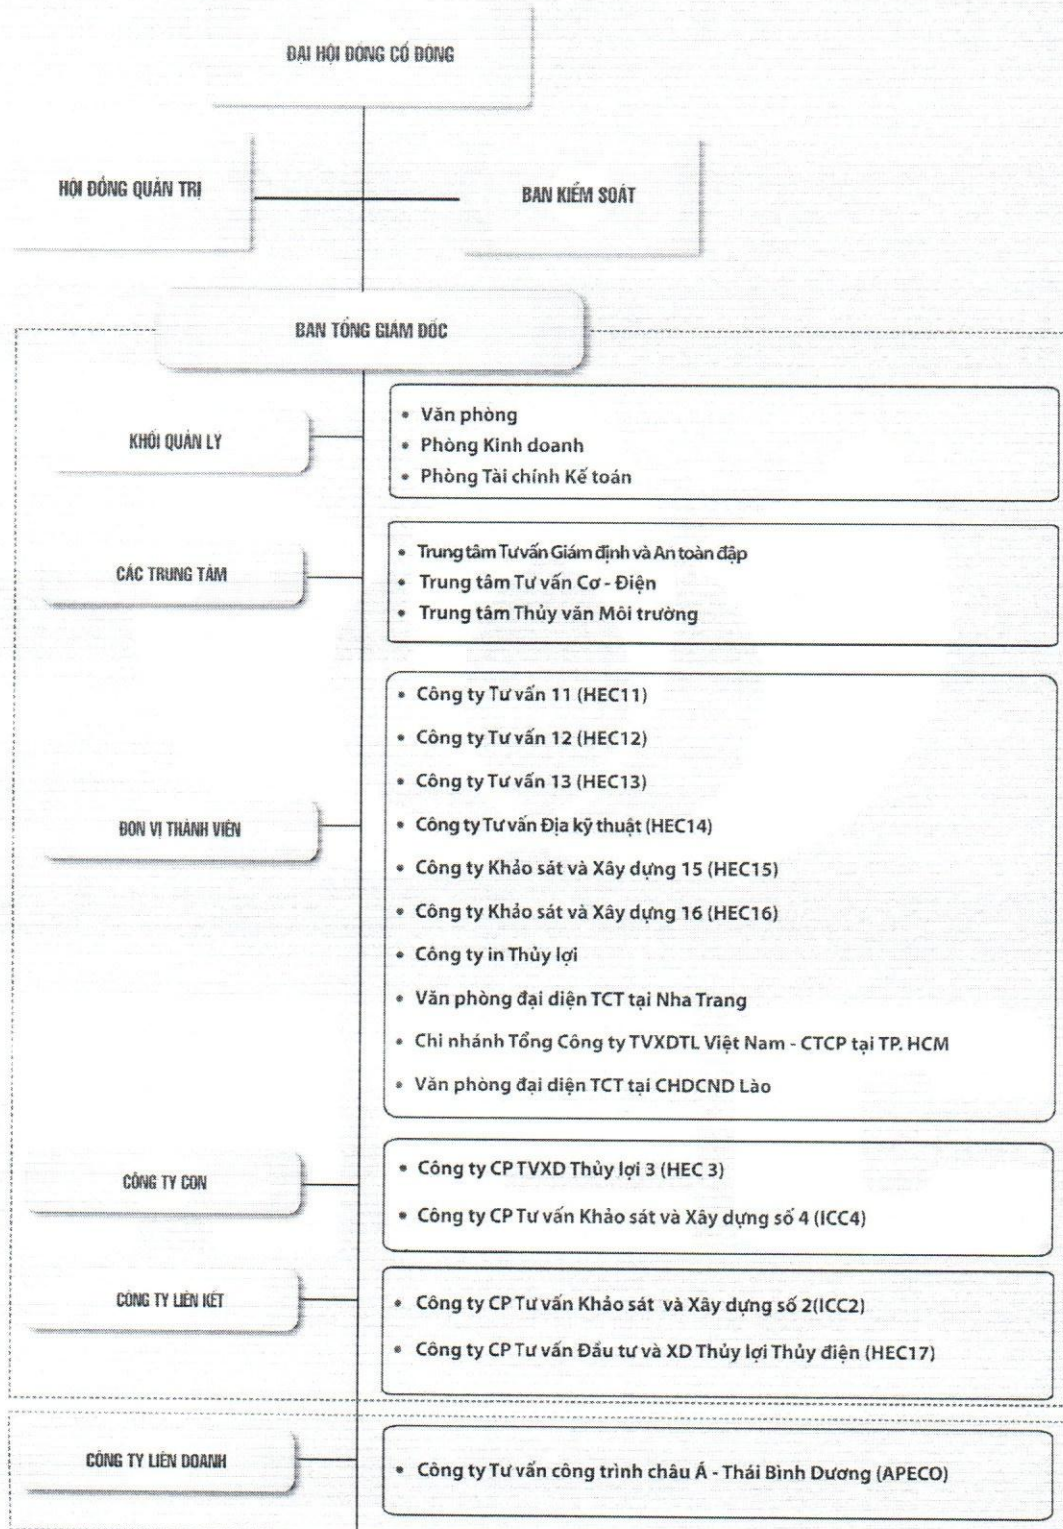 ĐẠI HỘI ĐỒNG CỔ ĐÔNG
HỘI ĐỒNG QUẢN TRỊ
BAN KIỂM SOÁT
BAN TỔNG GIÁM ĐỐC
KHỐI QUẢN LÝ
• Văn phòng
• Phòng Kinh doanh
• Phòng Tài chính Kế toán
CÁC TRUNG TÂM
• Trung tâm Tư vấn Giám định và An toàn đập
• Trung tâm Tư vấn Cơ - Điện
• Trung tâm Thủy văn Môi trường
ĐƠN VỊ THÀNH VIÊN
• Công ty Tư vấn 11 (HEC11)
• Công ty Tư vấn 12 (HEC12)
• Công ty Tư vấn 13 (HEC13)
• Công ty Tư vấn Địa kỹ thuật (HEC14)
• Công ty Khảo sát và Xây dựng 15 (HEC15)
• Công ty Khảo sát và Xây dựng 16 (HEC16)
• Công ty in Thủy lợi
• Văn phòng đại diện TCT tại Nha Trang
• Chi nhánh Tổng Công ty TVXDTL Việt Nam - CTCP tại TP. HCM
• Văn phòng đại diện TCT tại CHDCND Lào
CÔNG TY CON
• Công ty CP TVXD Thủy lợi 3 (HEC 3)
• Công ty CP Tư vấn Khảo sát và Xây dựng số 4 (ICC4)
CÔNG TY LIÊN KẾT
• Công ty CP Tư vấn Khảo sát và Xây dựng số 2(ICC2)
• Công ty CP Tư vấn Đầu tư và XD Thủy lợi Thủy điện (HEC17)
CÔNG TY LIÊN DOANH
• Công ty Tư vấn công trình châu Á - Thái Bình Dương (APECO)